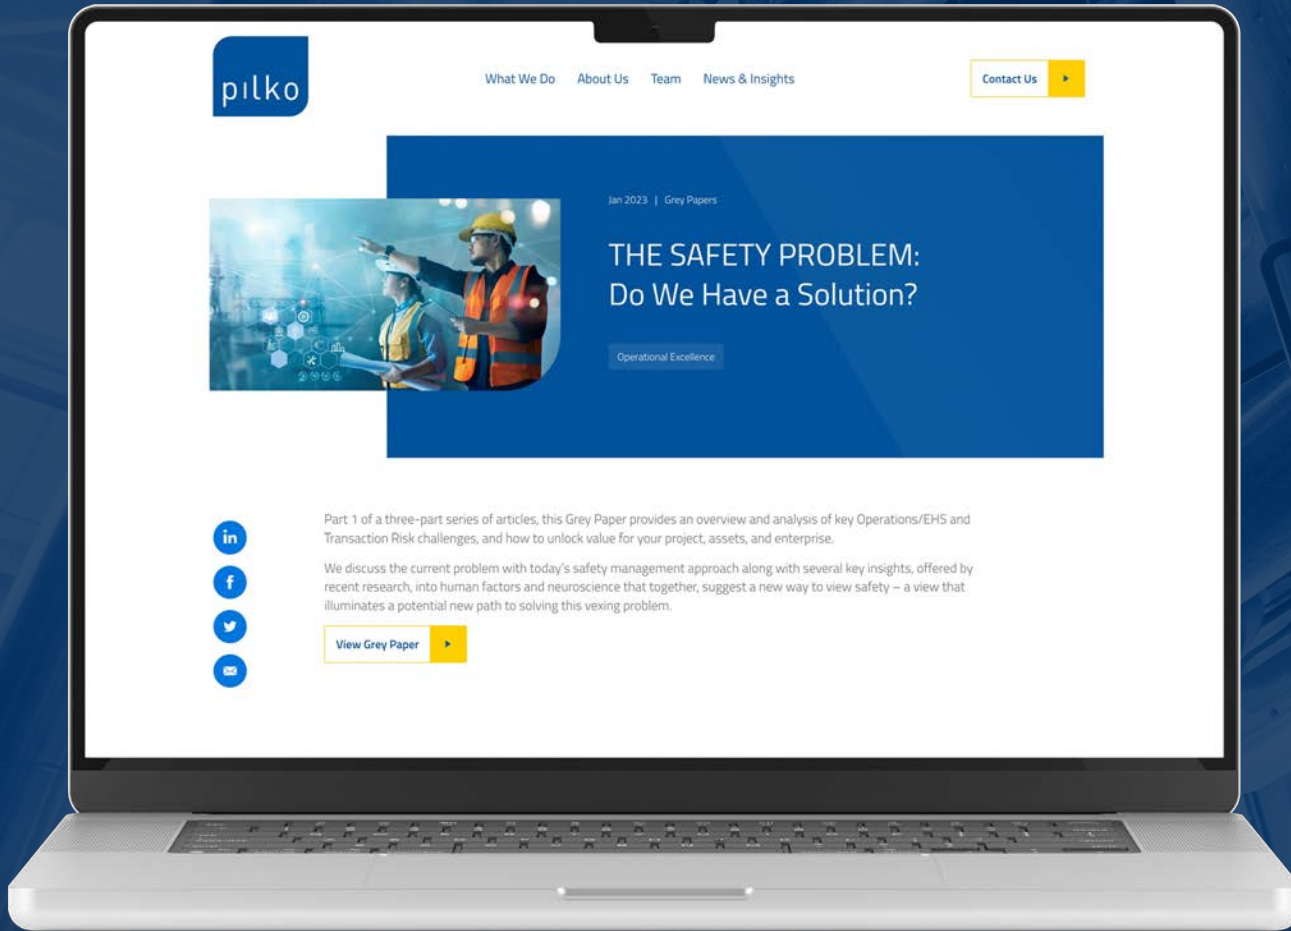 pılko
What We Do About Us Team News & Insights
Contact Us
Jan 2023 | Grey Papers
THE SAFETY PROBLEM:
Do We Have a Solution?
Operational Excellence
in
f
Part 1 of a three-part series of articles, this Grey Paper provides an overview and analysis of key Operations/EHS and
Transaction Risk challenges, and how to unlock value for your project, assets, and enterprise.
We discuss the current problem with today’s safety management approach along with several key insights, offered by
recent research, into human factors and neuroscience that together, suggest a new way to view safety – a view that
illuminates a potential new path to solving this vexing problem.
View Grey Paper